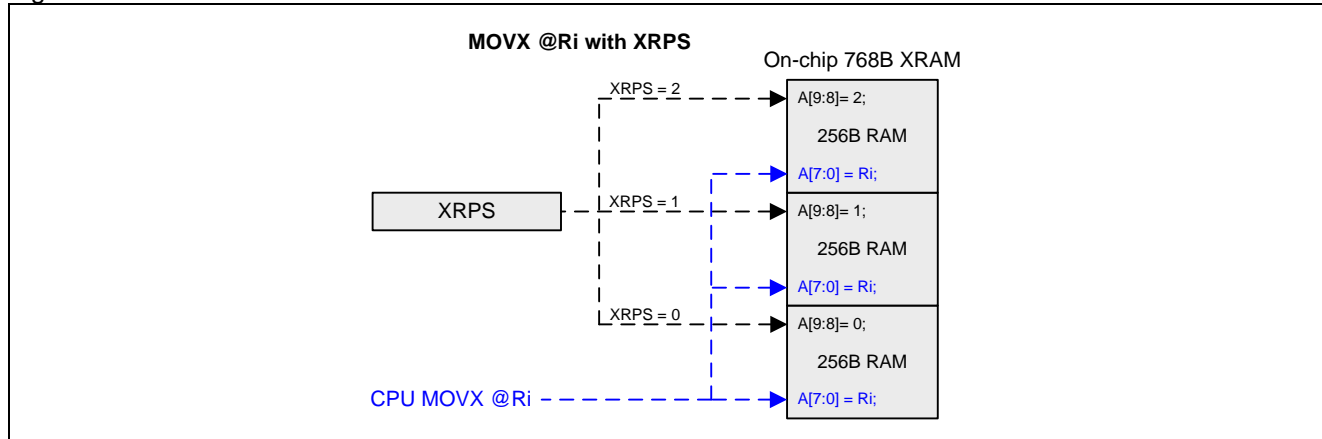 MOVX @Ri with XRPS
On-chip 768B XRAM
XRPS = 2
A[9:8]= 2;
256B RAM
A[7:0] = Ri;
XRPS
XRPS = 1
A[9:8]= 1;
256B RAM
A[7:0] = Ri;
XRPS = 0
A[9:8]= 0;
256B RAM
CPU MOVX @Ri
A[7:0] = Ri;